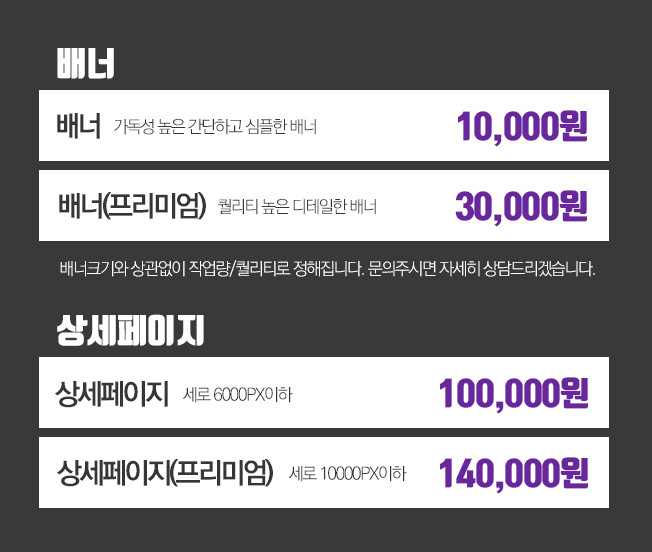 배너
배너 가독성 높은 간단하고 심플한 배너 10,000원
배너(프리미엄) 퀄리티 높은 디테일한 배너 30,000원
배너크기와 상관없이 작업량/퀄리티로 정해집니다. 문의주시면 자세히 상담드리겠습니다.
상세페이지
상세페이지 세로 6000PX이하 100,000원
상세페이지(프리미엄) 세로 10000PX이하 140,000원